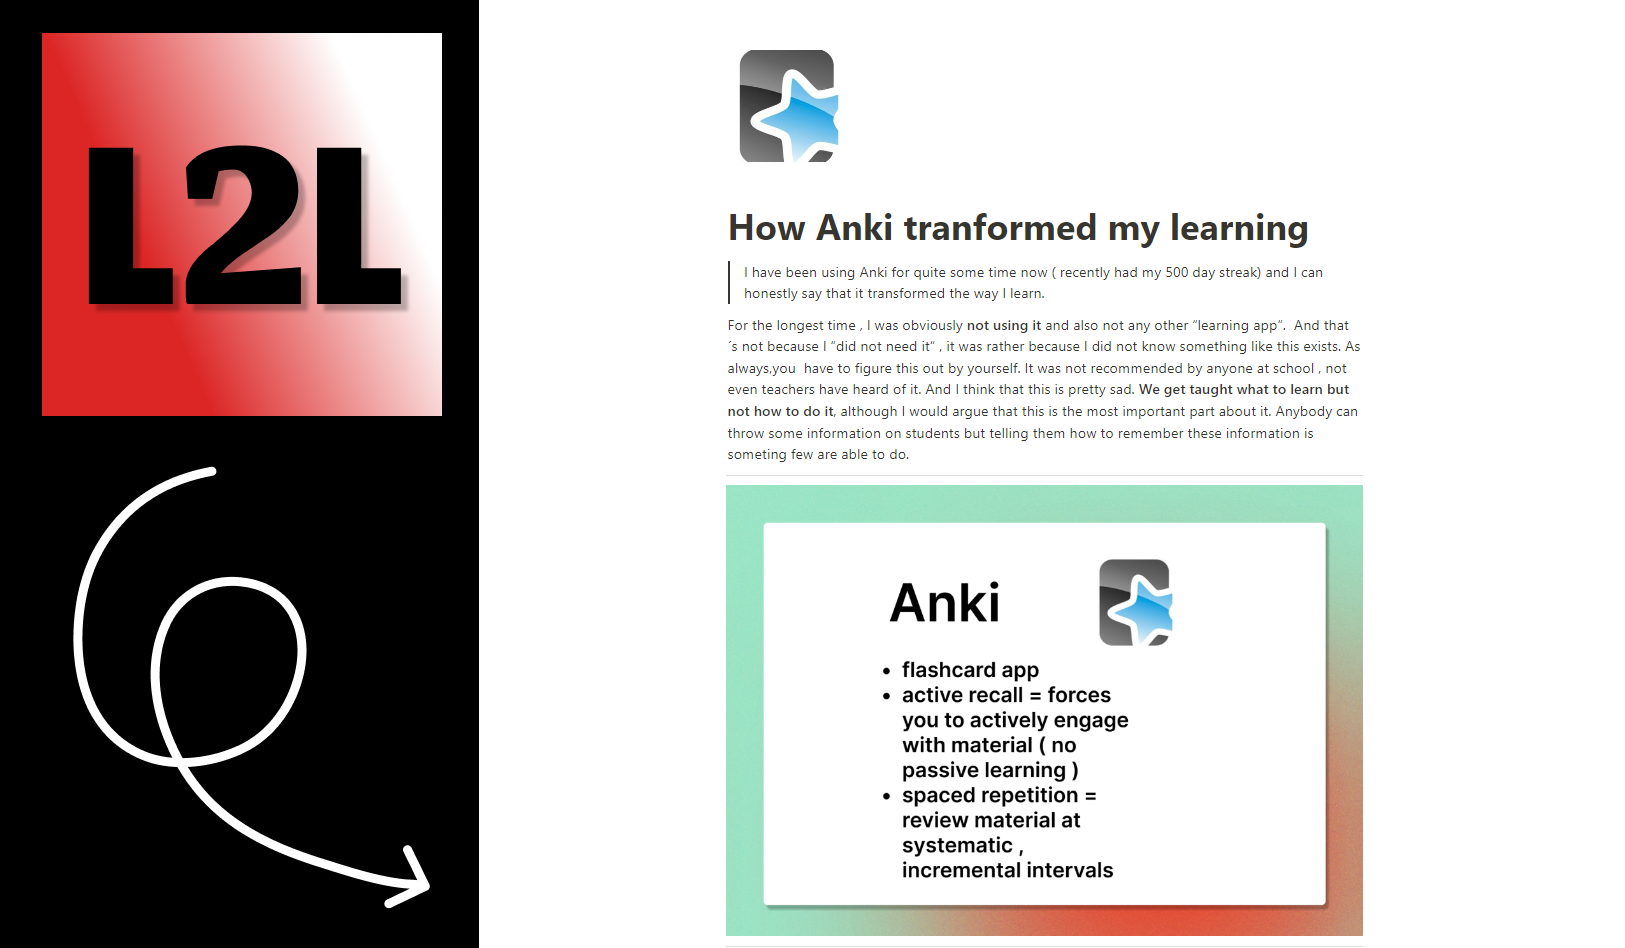 L2L
How Anki tranformed my learning
I have been using Anki for quite some time now ( recently had my 500 day streak) and I can
honestly say that it transformed the way I learn.
For the longest time , I was obviously not using it and also not any other “learning app”.  And that
´s not because I “did not need it” , it was rather because I did not know something like this exists. As
always,you  have to figure this out by yourself. It was not recommended by anyone at school , not
even teachers have heard of it. And I think that this is pretty sad. We get taught what to learn but
not how to do it, although I would argue that this is the most important part about it. Anybody can
throw some information on students but telling them how to remember these information is
someting few are able to do.
Anki
• flashcard app
• active recall = forces
you to actively engage
with material ( no
passive learning )
• spaced repetition =
review material at
systematic ,
incremental intervals